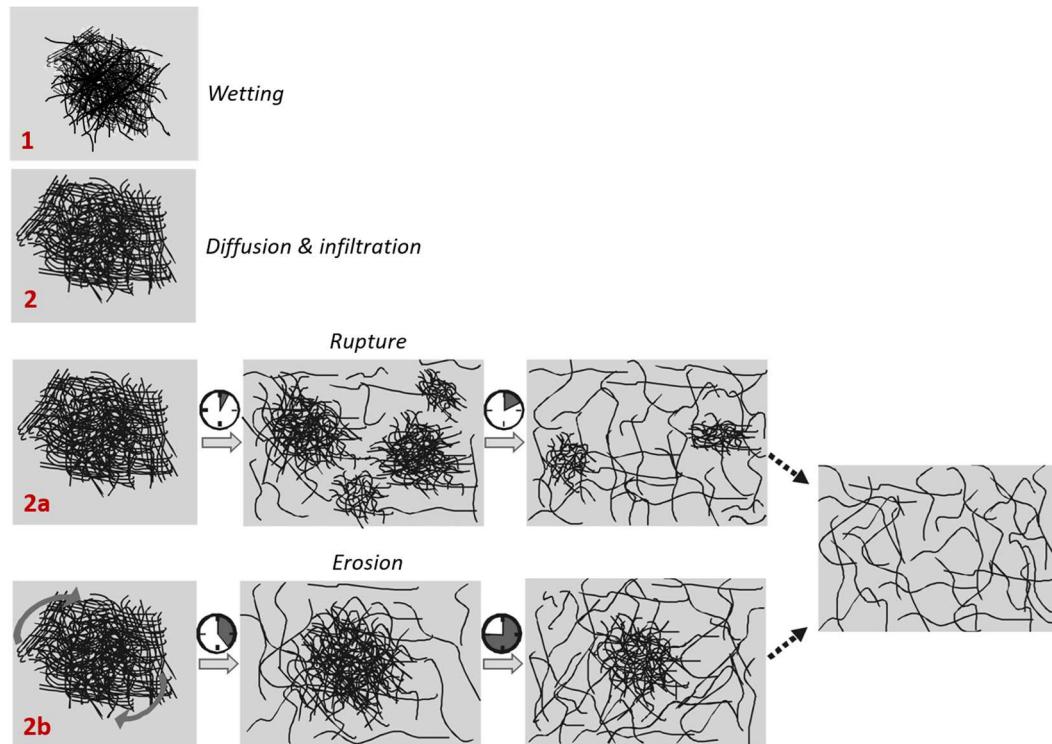 Wetting
1
Diffusion & infiltration
2
Rupture
2a
Erosion
2b